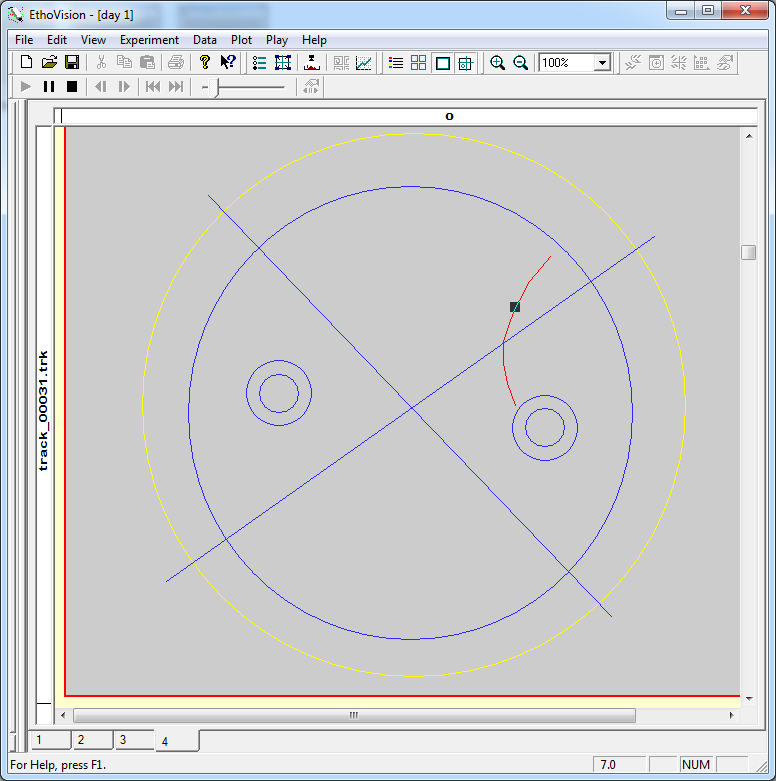 EthoVision - [day 1]
File Edit View Experiment Data Plot Play Help
100%
o
track_00031.trk
1 2 3 4
For Help, press F1. 7.0 NUM